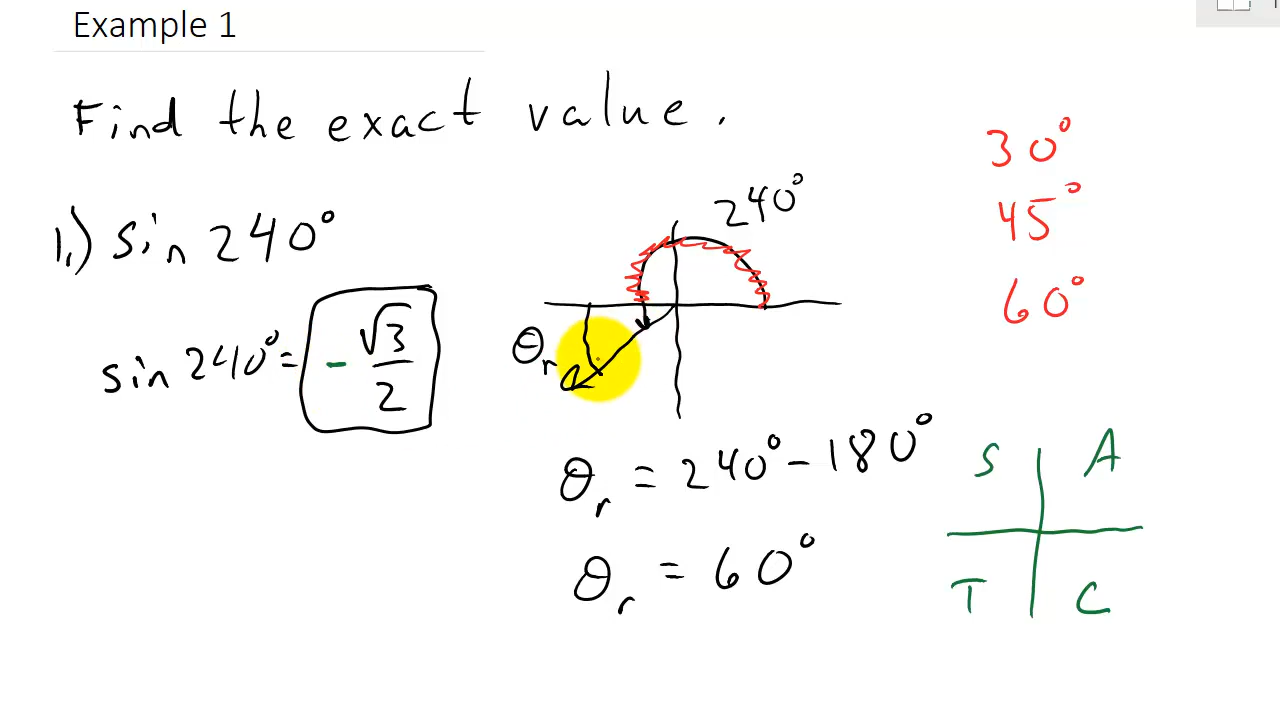 Example 1
Find the exact value.
1.) sin 240°
sin 240° = -√3/2
240°
θr
θr = 240° - 180°
θr = 60°
30°
45°
60°
S A
T C